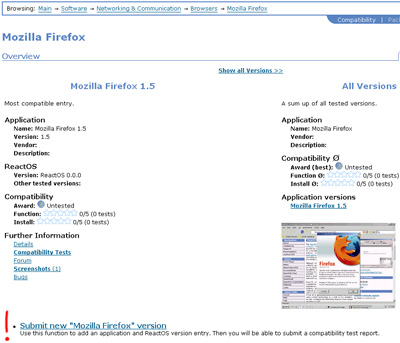 Browsing: Main → Software → Networking & Communication → Browsers → Mozilla Firefox
Compatibility |
Mozilla Firefox
Overview
Show all Versions >>
Mozilla Firefox 1.5
Most compatible entry.
Application
Name: Mozilla Firefox 1.5
Version: 1.5
Vendor:
Description:
ReactOS
Version: ReactOS 0.0.0
Other tested versions:
Compatibility
Award: Untested
Function: 0/5 (0 tests)
Install: 0/5 (0 tests)
Further Information
Details
Compatibility Tests
Forum
Screenshots (1)
Bugs
All Versions
A sum up of all tested versions.
Application
Name: Mozilla Firefox
Vendor:
Description:
Compatibility Ø
Award (best): Untested
Function Ø: 0/5 (0 tests)
Install Ø: 0/5 (0 tests)
Application versions
Mozilla Firefox 1.5
Firefox
! • Submit new "Mozilla Firefox" version
Use this function to add an application and ReactOS version entry. Then you will be able to submit a compatibility test report.